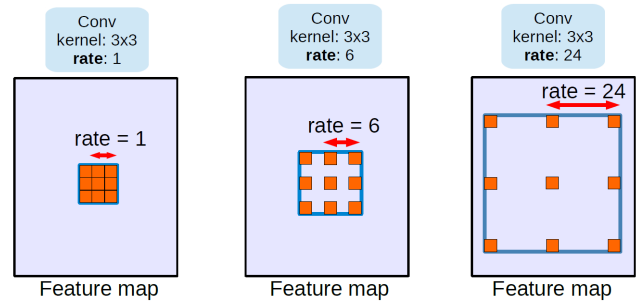 Conv
kernel: 3x3
rate: 1
Conv
kernel: 3x3
rate: 6
Conv
kernel: 3x3
rate: 24
rate = 1
rate = 6
rate = 24
Feature map
Feature map
Feature map